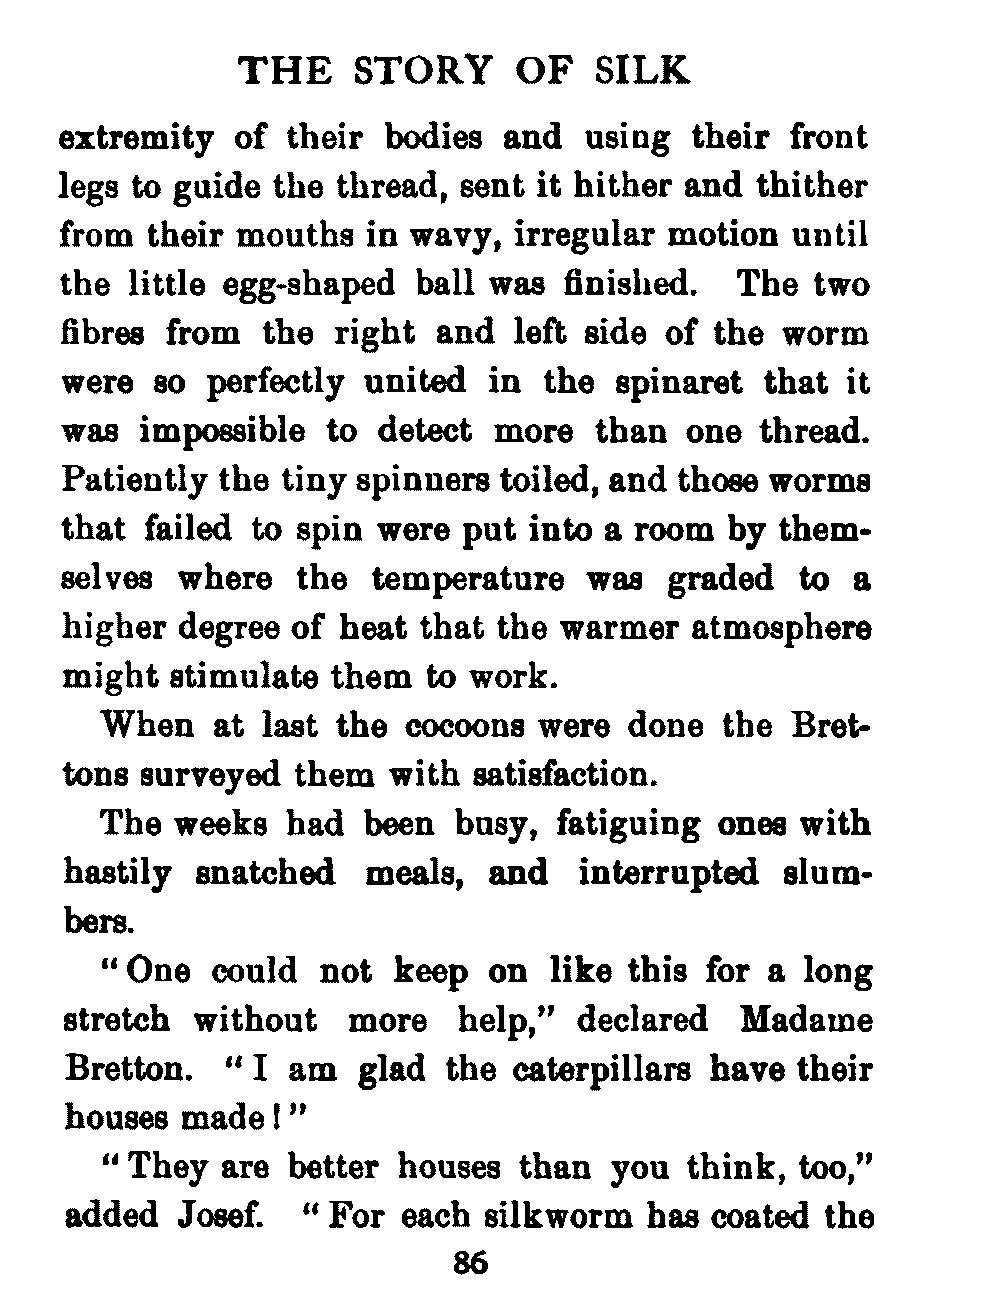 THE STORY OF SILK
extremity of their bodies and using their front
legs to guide the thread, sent it hither and thither
from their mouths in wavy, irregular motion until
the little egg-shaped ball was finished. The two
fibres from the right and left side of the worm
were so perfectly united in the spinaret that it
was impossible to detect more than one thread.
Patiently the tiny spinners toiled, and those worms
that failed to spin were put into a room by them-
selves where the temperature was graded to a
higher degree of heat that the warmer atmosphere
might stimulate them to work.
When at last the cocoons were done the Bret-
tons surveyed them with satisfaction.
The weeks had been busy, fatiguing ones with
hastily snatched meals, and interrupted slum-
bers.
“One could not keep on like this for a long
stretch without more help,” declared Madame
Bretton. “I am glad the caterpillars have their
houses made!”
“They are better houses than you think, too,”
added Josef. “For each silkworm has coated the
86